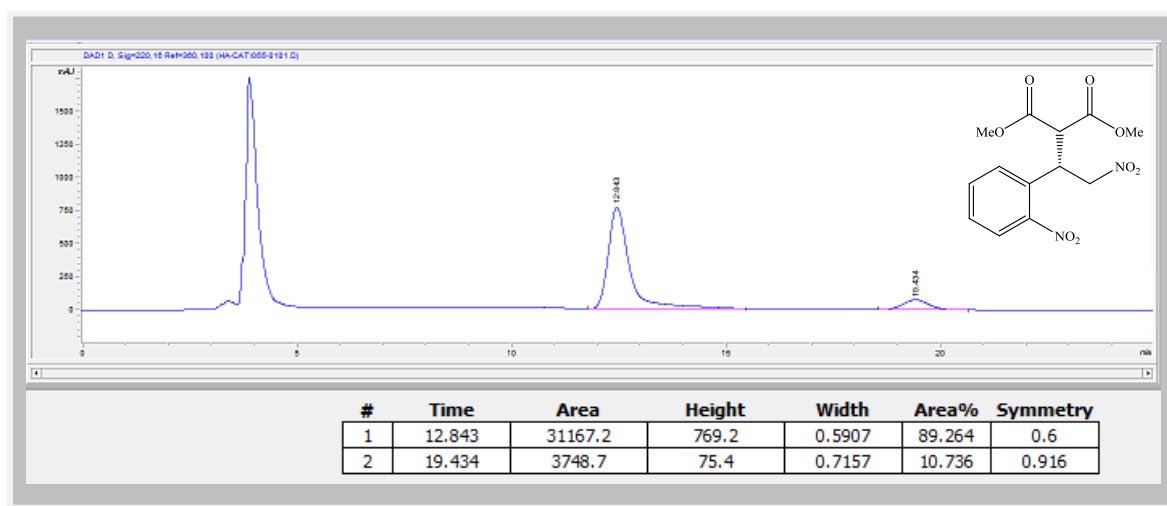 DAD1 D, Sig=220,16 Ref=360,100 (HA-CAT\055-0101.D)
mAU
1500
1250
1000
750
500
250
0
12.843
19.434
0
5
10
15
20
min
O
O
MeO
OMe
NO2
NO2
# Time Area Height Width Area% Symmetry
1 12.843 31167.2 769.2 0.5907 89.264 0.6
2 19.434 3748.7 75.4 0.7157 10.736 0.916